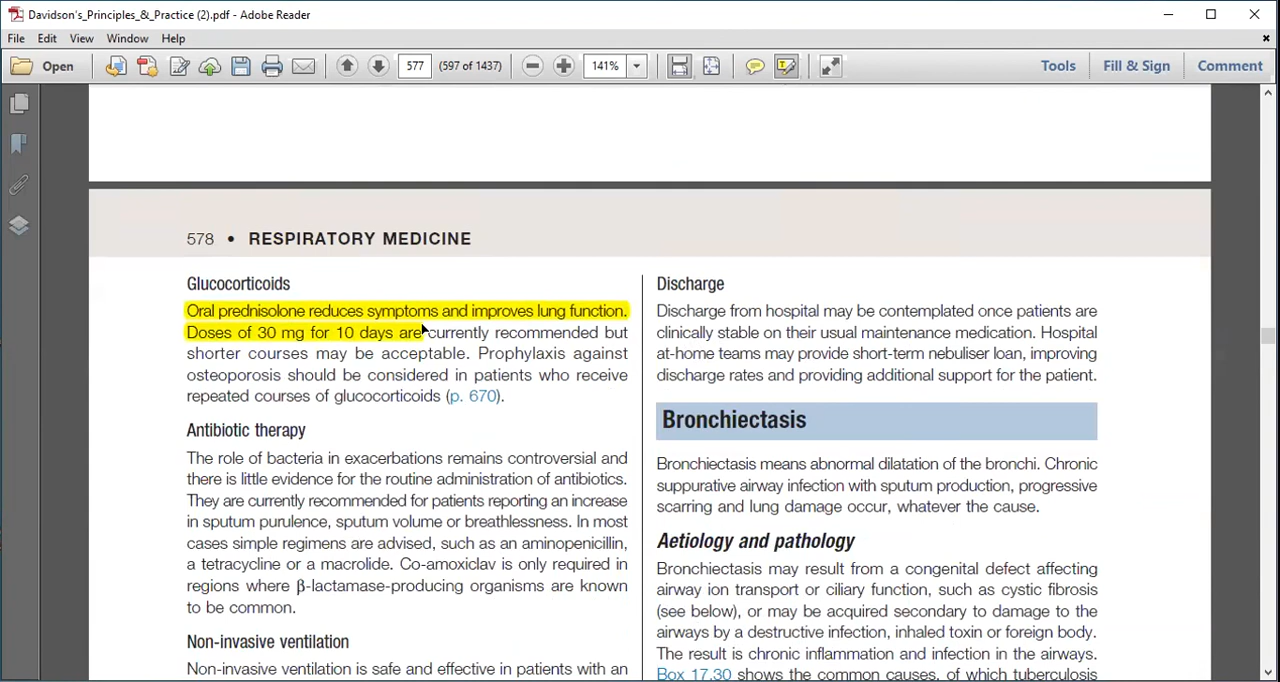 Davidson's_Principles_&_Practice (2).pdf - Adobe Reader
File Edit View Window Help
Open 577 (597 of 1437) 141% Tools Fill & Sign Comment
578 • RESPIRATORY MEDICINE
Glucocorticoids
Oral prednisolone reduces symptoms and improves lung function.
Doses of 30 mg for 10 days are currently recommended but
shorter courses may be acceptable. Prophylaxis against
osteoporosis should be considered in patients who receive
repeated courses of glucocorticoids (p. 670).
Antibiotic therapy
The role of bacteria in exacerbations remains controversial and
there is little evidence for the routine administration of antibiotics.
They are currently recommended for patients reporting an increase
in sputum purulence, sputum volume or breathlessness. In most
cases simple regimens are advised, such as an aminopenicillin,
a tetracycline or a macrolide. Co-amoxiclav is only required in
regions where β-lactamase-producing organisms are known
to be common.
Non-invasive ventilation
Non-invasive ventilation is safe and effective in patients with an
Discharge
Discharge from hospital may be contemplated once patients are
clinically stable on their usual maintenance medication. Hospital
at-home teams may provide short-term nebuliser loan, improving
discharge rates and providing additional support for the patient.
Bronchiectasis
Bronchiectasis means abnormal dilatation of the bronchi. Chronic
suppurative airway infection with sputum production, progressive
scarring and lung damage occur, whatever the cause.
Aetiology and pathology
Bronchiectasis may result from a congenital defect affecting
airway ion transport or ciliary function, such as cystic fibrosis
(see below), or may be acquired secondary to damage to the
airways by a destructive infection, inhaled toxin or foreign body.
The result is chronic inflammation and infection in the airways.
Box 17.30 shows the common causes, of which tuberculosis